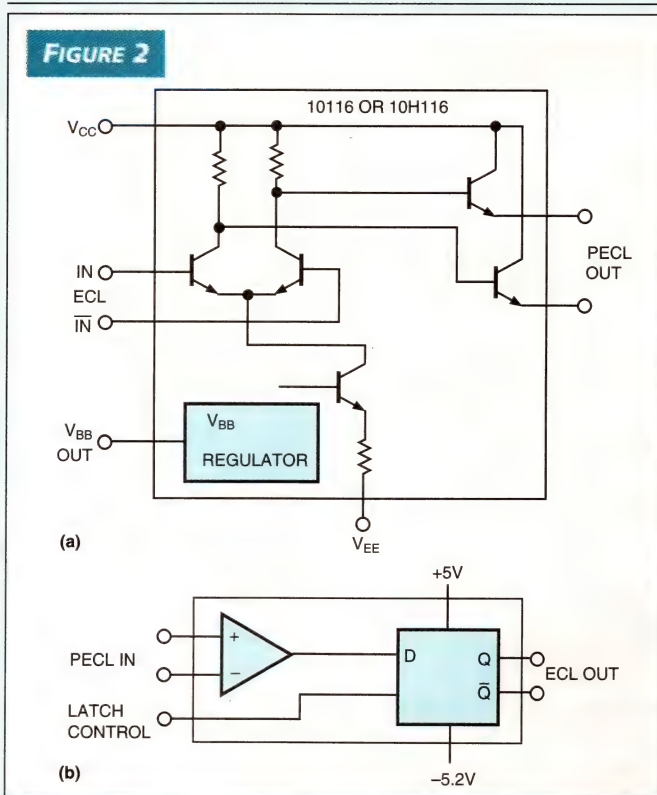 FIGURE 2
10116 OR 10H116
VCC
IN
ECL
I̅N̅
PECL
OUT
VBB
OUT
VBB
REGULATOR
VEE
(a)
+5V
PECL IN
+
−
D
Q
Q̅
ECL OUT
LATCH
CONTROL
−5.2V
(b)